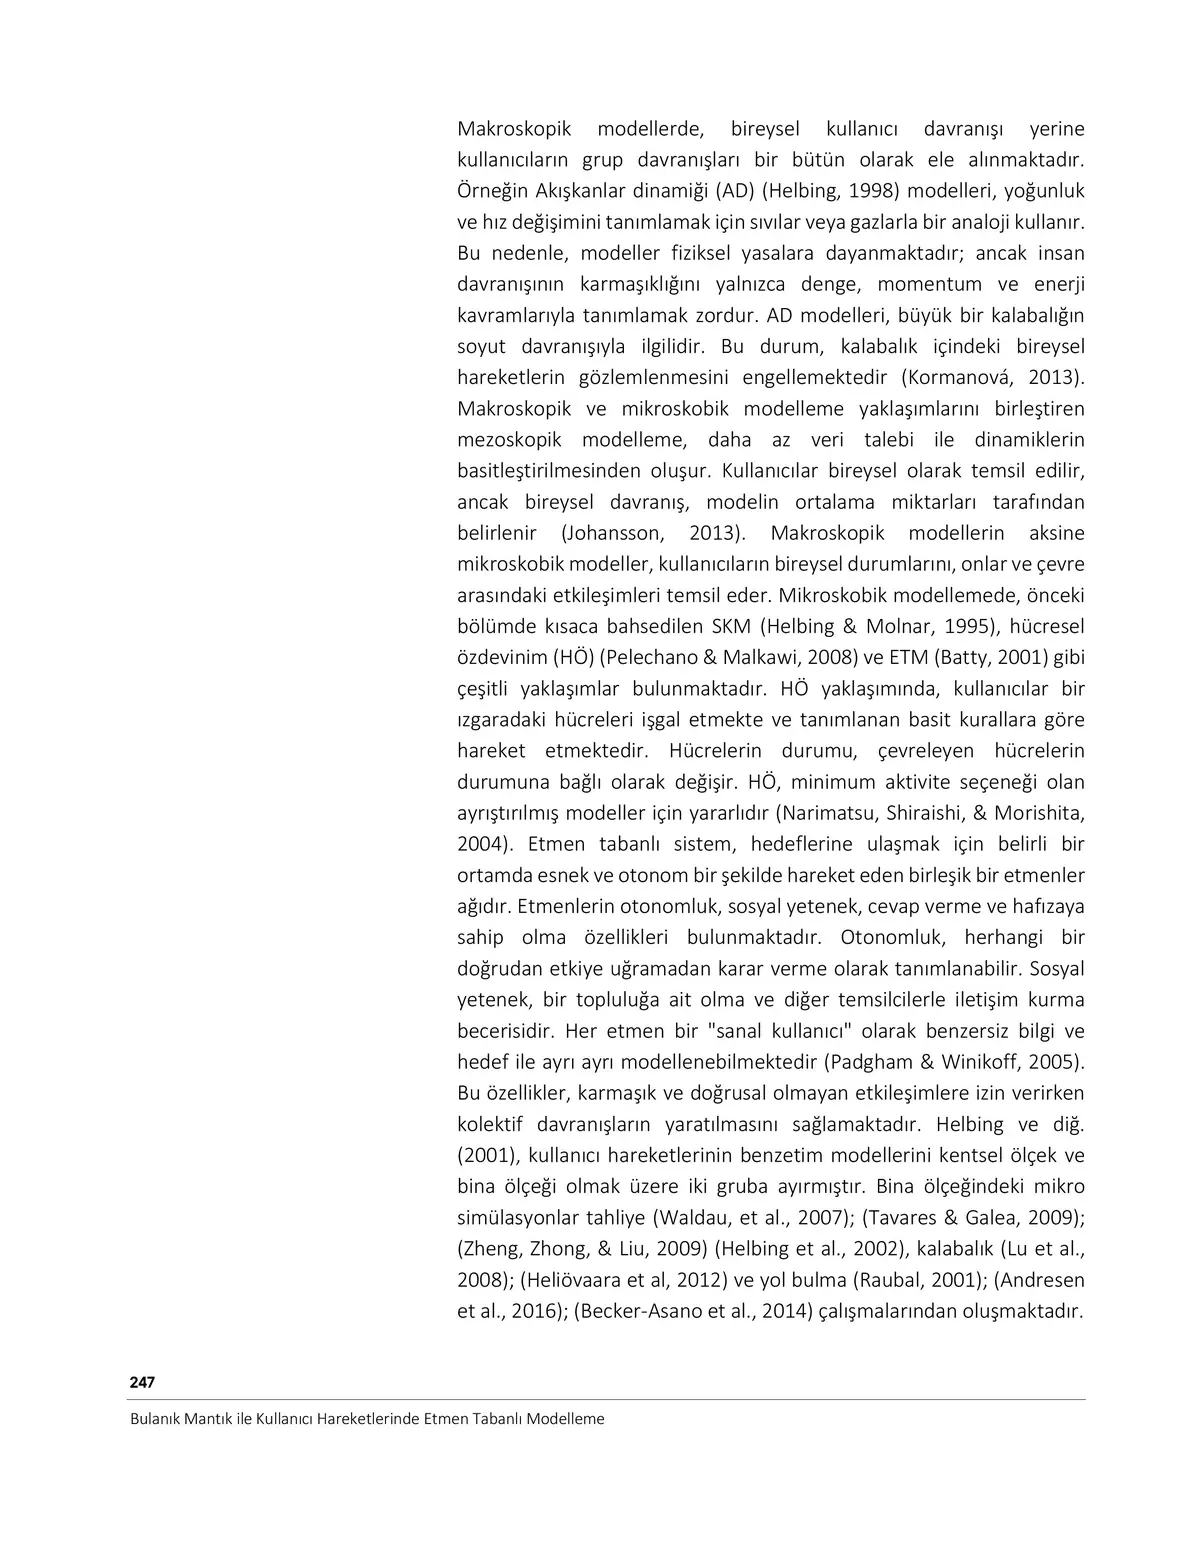 Makroskopik modellerde, bireysel kullanıcı davranışı yerine
kullanıcıların grup davranışları bir bütün olarak ele alınmaktadır.
Örneğin Akışkanlar dinamiği (AD) (Helbing, 1998) modelleri, yoğunluk
ve hız değişimini tanımlamak için sıvılar veya gazlarla bir analoji kullanır.
Bu nedenle, modeller fiziksel yasalara dayanmaktadır; ancak insan
davranışının karmaşıklığını yalnızca denge, momentum ve enerji
kavramlarıyla tanımlamak zordur. AD modelleri, büyük bir kalabalığın
soyut davranışıyla ilgilidir. Bu durum, kalabalık içindeki bireysel
hareketlerin gözlemlenmesini engellemektedir (Kormanová, 2013).
Makroskopik ve mikroskobik modelleme yaklaşımlarını birleştiren
mezoskopik modelleme, daha az veri talebi ile dinamiklerin
basitleştirilmesinden oluşur. Kullanıcılar bireysel olarak temsil edilir,
ancak bireysel davranış, modelin ortalama miktarları tarafından
belirlenir (Johansson, 2013). Makroskopik modellerin aksine
mikroskobik modeller, kullanıcıların bireysel durumlarını, onlar ve çevre
arasındaki etkileşimleri temsil eder. Mikroskobik modellemede, önceki
bölümde kısaca bahsedilen SKM (Helbing & Molnar, 1995), hücresel
özdevinim (HÖ) (Pelechano & Malkawi, 2008) ve ETM (Batty, 2001) gibi
çeşitli yaklaşımlar bulunmaktadır. HÖ yaklaşımında, kullanıcılar bir
ızgaradaki hücreleri işgal etmekte ve tanımlanan basit kurallara göre
hareket etmektedir. Hücrelerin durumu, çevreleyen hücrelerin
durumuna bağlı olarak değişir. HÖ, minimum aktivite seçeneği olan
ayrıştırılmış modeller için yararlıdır (Narimatsu, Shiraishi, & Morishita,
2004). Etmen tabanlı sistem, hedeflerine ulaşmak için belirli bir
ortamda esnek ve otonom bir şekilde hareket eden birleşik bir etmenler
ağıdır. Etmenlerin otonomluk, sosyal yetenek, cevap verme ve hafızaya
sahip olma özellikleri bulunmaktadır. Otonomluk, herhangi bir
doğrudan etkiye uğramadan karar verme olarak tanımlanabilir. Sosyal
yetenek, bir topluluğa ait olma ve diğer temsilcilerle iletişim kurma
becerisidir. Her etmen bir "sanal kullanıcı" olarak benzersiz bilgi ve
hedef ile ayrı ayrı modellenebilmektedir (Padgham & Winikoff, 2005).
Bu özellikler, karmaşık ve doğrusal olmayan etkileşimlere izin verirken
kolektif davranışların yaratılmasını sağlamaktadır. Helbing ve diğ.
(2001), kullanıcı hareketlerinin benzetim modellerini kentsel ölçek ve
bina ölçeği olmak üzere iki gruba ayırmıştır. Bina ölçeğindeki mikro
simülasyonlar tahliye (Waldau, et al., 2007); (Tavares & Galea, 2009);
(Zheng, Zhong, & Liu, 2009) (Helbing et al., 2002), kalabalık (Lu et al.,
2008); (Heliövaara et al, 2012) ve yol bulma (Raubal, 2001); (Andresen
et al., 2016); (Becker-Asano et al., 2014) çalışmalarından oluşmaktadır.
247
Bulanık Mantık ile Kullanıcı Hareketlerinde Etmen Tabanlı Modelleme